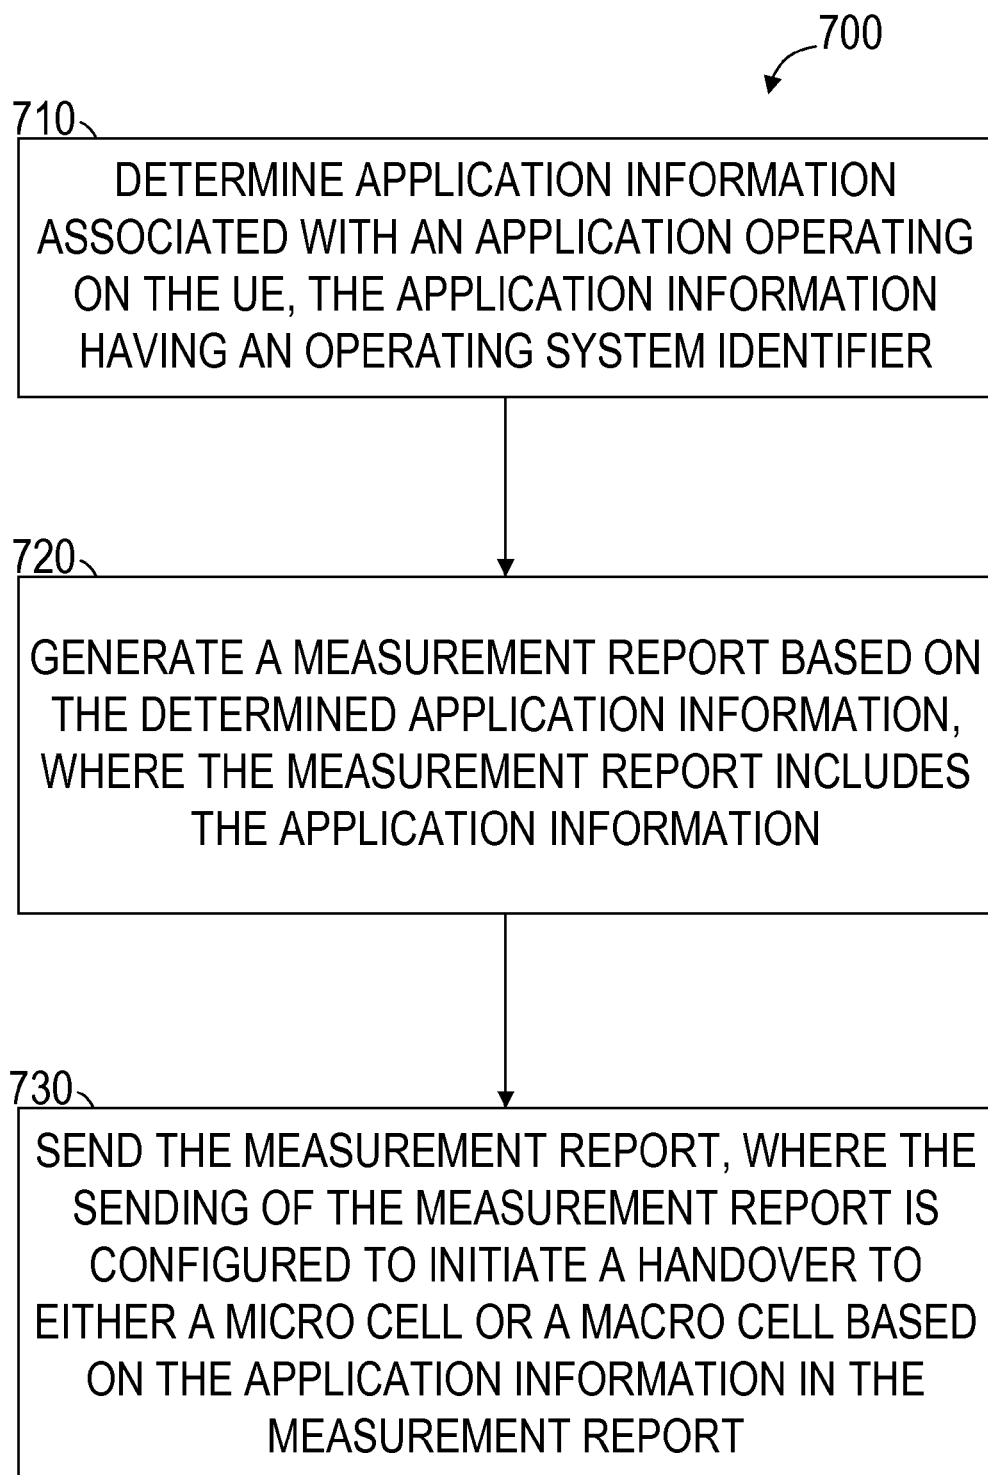 700
710
DETERMINE APPLICATION INFORMATION
ASSOCIATED WITH AN APPLICATION OPERATING
ON THE UE, THE APPLICATION INFORMATION
HAVING AN OPERATING SYSTEM IDENTIFIER
720
GENERATE A MEASUREMENT REPORT BASED ON
THE DETERMINED APPLICATION INFORMATION,
WHERE THE MEASUREMENT REPORT INCLUDES
THE APPLICATION INFORMATION
730
SEND THE MEASUREMENT REPORT, WHERE THE
SENDING OF THE MEASUREMENT REPORT IS
CONFIGURED TO INITIATE A HANDOVER TO
EITHER A MICRO CELL OR A MACRO CELL BASED
ON THE APPLICATION INFORMATION IN THE
MEASUREMENT REPORT